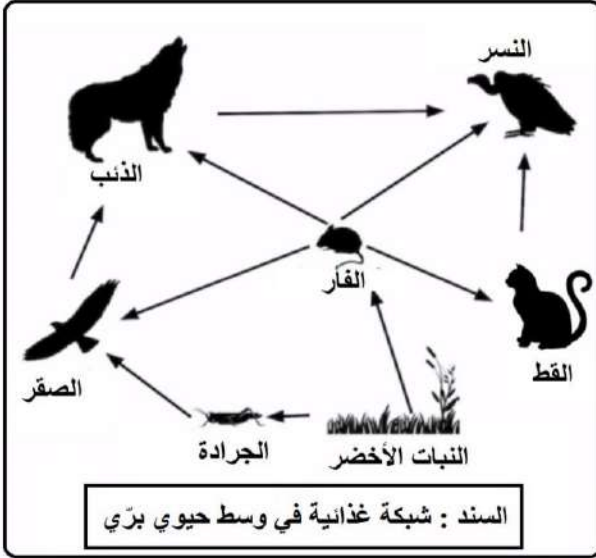 النسر
الذئب
الفأر
الصقر
القط
الجرادة
النبات الأخضر
السند : شبكة غذائية في وسط حيوي برّي